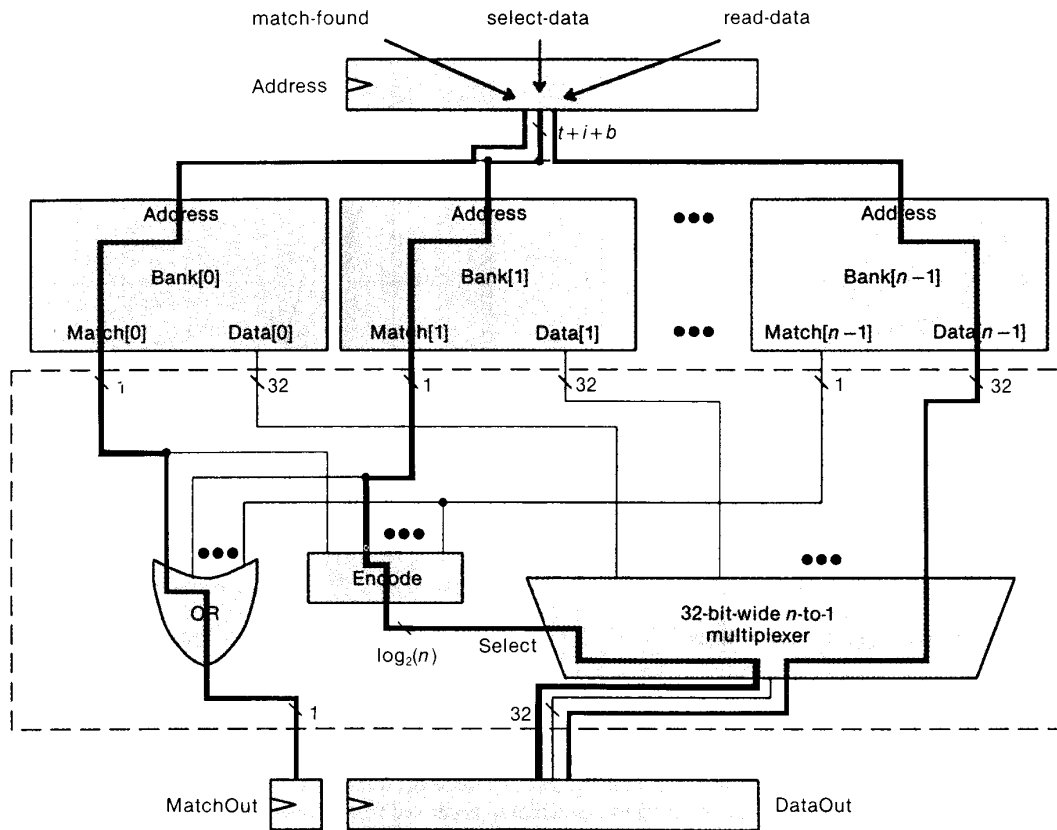 match-found select-data read-data
Address
t+i+b
Address Address Address
Bank[0] Bank[1] Bank[n−1]
Match[0] Data[0] Match[1] Data[1] Match[n−1] Data[n−1]
1 32 1 32 1 32
OR
Encode
32-bit-wide n-to-1
multiplexer
log₂(n)
Select
1
32
MatchOut
DataOut